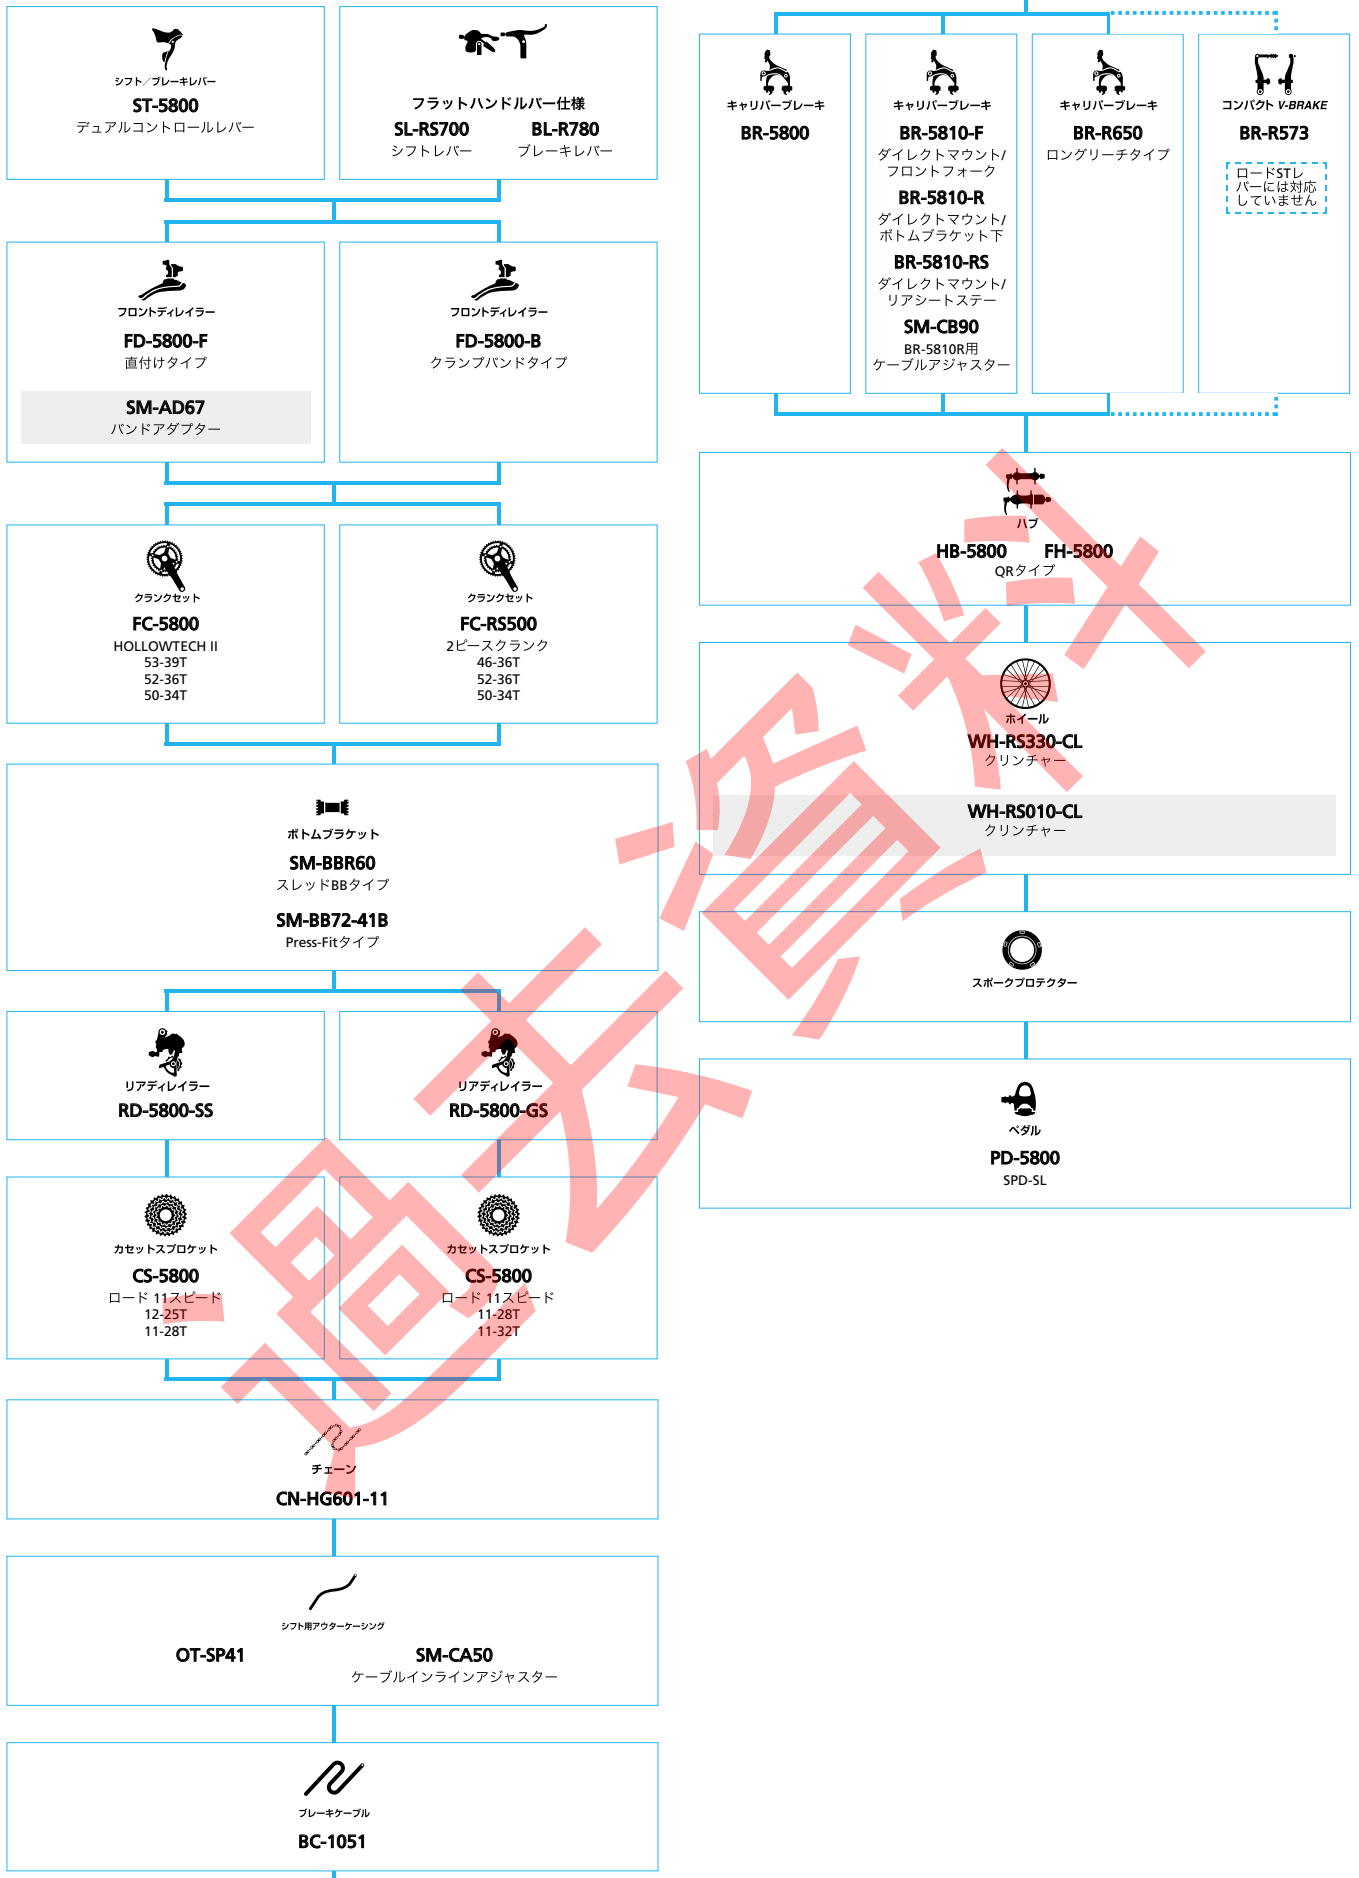 シフト／ブレーキレバー
ST-5800
デュアルコントロールレバー
フラットハンドルバー仕様
SL-RS700 BL-R780
シフトレバー ブレーキレバー
フロントディレイラー
FD-5800-F
直付けタイプ
SM-AD67
バンドアダプター
フロントディレイラー
FD-5800-B
クランプバンドタイプ
クランクセット
FC-5800
HOLLOWTECH II
53-39T
52-36T
50-34T
クランクセット
FC-RS500
2ピースクランク
46-36T
52-36T
50-34T
ボトムブラケット
SM-BBR60
スレッドBBタイプ
SM-BB72-41B
Press-Fitタイプ
リアディレイラー
RD-5800-SS
リアディレイラー
RD-5800-GS
カセットスプロケット
CS-5800
ロード 11スピード
12-25T
11-28T
カセットスプロケット
CS-5800
ロード 11スピード
11-28T
11-32T
チェーン
CN-HG601-11
シフト用アウターケーシング
OT-SP41 SM-CA50
ケーブルインラインアジャスター
ブレーキケーブル
BC-1051
キャリパーブレーキ
BR-5800
キャリパーブレーキ
BR-5810-F
ダイレクトマウント/
フロントフォーク
BR-5810-R
ダイレクトマウント/
ボトムブラケット下
BR-5810-RS
ダイレクトマウント/
リアシートステー
SM-CB90
BR-5810R用
ケーブルアジャスター
キャリパーブレーキ
BR-R650
ロングリーチタイプ
コンパクト V-BRAKE
BR-R573
ロードSTレ
バーには対応
していません
ハブ
HB-5800 FH-5800
QRタイプ
ホイール
WH-RS330-CL
クリンチャー
WH-RS010-CL
クリンチャー
スポークプロテクター
ペダル
PD-5800
SPD-SL
過去資料